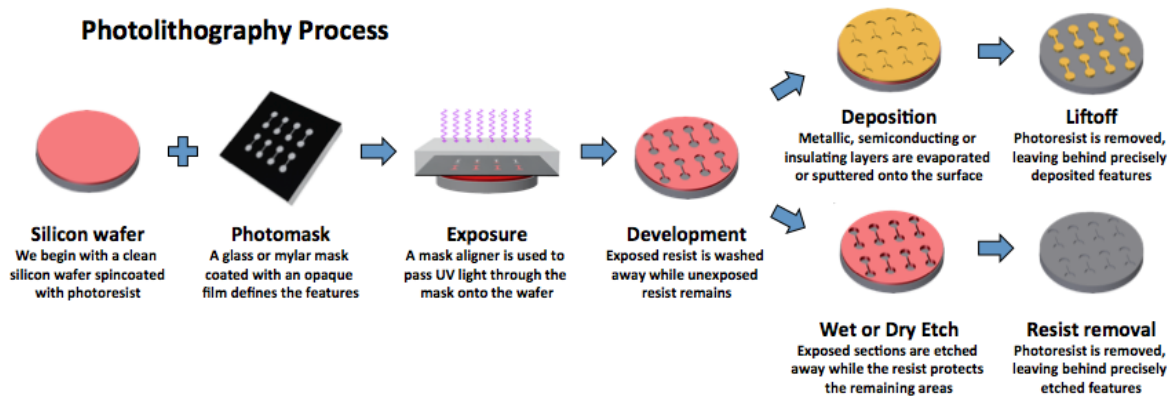 Photolithography Process
Silicon wafer
We begin with a clean
silicon wafer spincoated
with photoresist
Photomask
A glass or mylar mask
coated with an opaque
film defines the features
Exposure
A mask aligner is used to
pass UV light through the
mask onto the wafer
Development
Exposed resist is washed
away while unexposed
resist remains
Deposition
Metallic, semiconducting or
insulating layers are evaporated
or sputtered onto the surface
Liftoff
Photoresist is removed,
leaving behind precisely
deposited features
Wet or Dry Etch
Exposed sections are etched
away while the resist protects
the remaining areas
Resist removal
Photoresist is removed,
leaving behind precisely
etched features